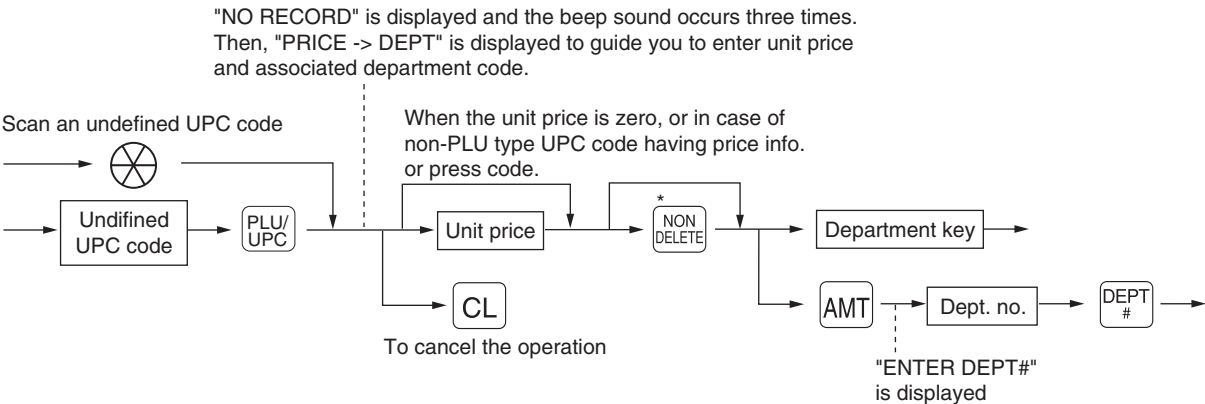 "NO RECORD" is displayed and the beep sound occurs three times.
Then, "PRICE -> DEPT" is displayed to guide you to enter unit price
and associated department code.
Scan an undefined UPC code
When the unit price is zero, or in case of
non-PLU type UPC code having price info.
or press code.
Undifined
UPC code
PLU/
UPC
Unit price
*
NON
DELETE
Department key
CL
To cancel the operation
AMT
Dept. no.
DEPT
#
"ENTER DEPT#"
is displayed